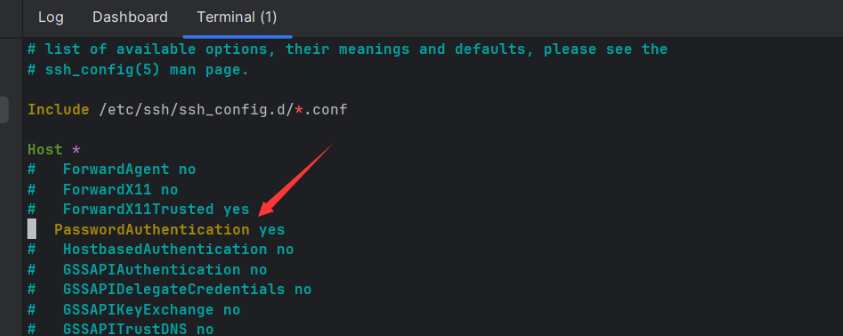 Log Dashboard Terminal (1)
# list of available options, their meanings and defaults, please see the
# ssh_config(5) man page.
Include /etc/ssh/ssh_config.d/*.conf
Host *
#   ForwardAgent no
#   ForwardX11 no
#   ForwardX11Trusted yes
PasswordAuthentication yes
#   HostbasedAuthentication no
#   GSSAPIAuthentication no
#   GSSAPIDelegateCredentials no
#   GSSAPIKeyExchange no
#   GSSAPITrustDNS no